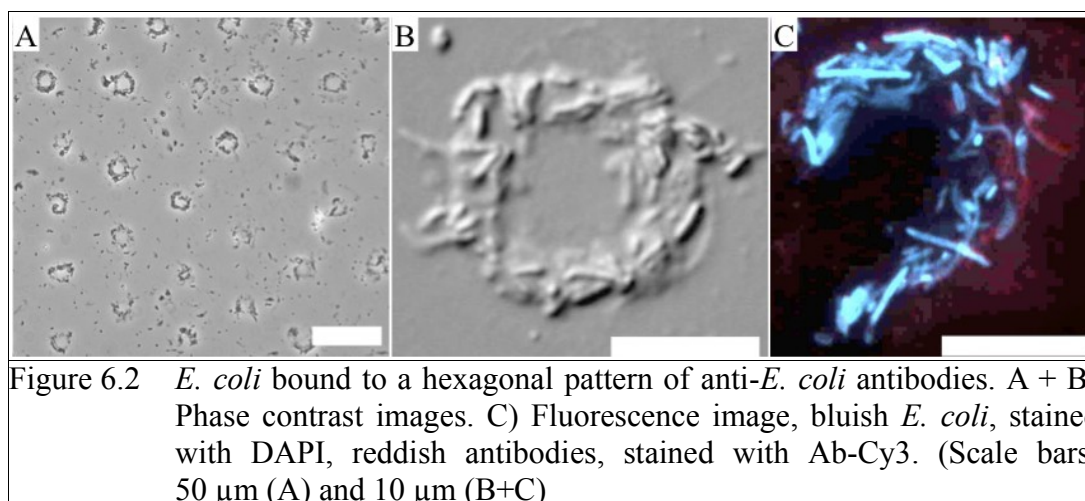 A
B
C
Figure 6.2 E. coli bound to a hexagonal pattern of anti-E. coli antibodies. A + B
Phase contrast images. C) Fluorescence image, bluish E. coli, staine
with DAPI, reddish antibodies, stained with Ab-Cy3. (Scale bars
50 µm (A) and 10 µm (B+C)